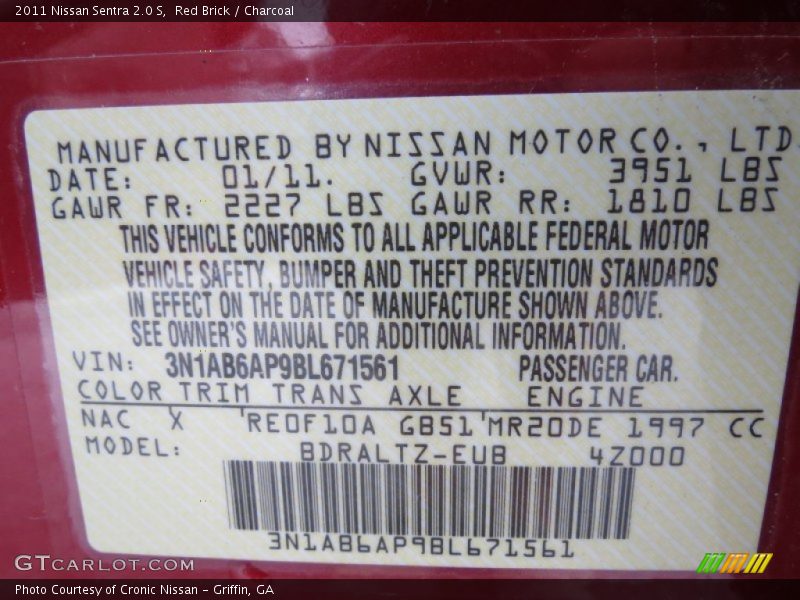 2011 Nissan Sentra 2.0 S, Red Brick / Charcoal
MANUFACTURED BY NISSAN MOTOR CO., LTD.
DATE: 01/11. GVWR: 3951 LBS
GAWR FR: 2227 LBS GAWR RR: 1810 LBS
THIS VEHICLE CONFORMS TO ALL APPLICABLE FEDERAL MOTOR
VEHICLE SAFETY, BUMPER AND THEFT PREVENTION STANDARDS
IN EFFECT ON THE DATE OF MANUFACTURE SHOWN ABOVE.
SEE OWNER'S MANUAL FOR ADDITIONAL INFORMATION.
VIN: 3N1AB6AP9BL671561 PASSENGER CAR.
COLOR TRIM TRANS AXLE ENGINE
NAC X RE0F10A GB51 MR20DE 1997 CC
MODEL: BDRALTZ-EUB 4Z000
3N1AB6AP9BL671561
GTCARLOT.COM
Photo Courtesy of Cronic Nissan - Griffin, GA